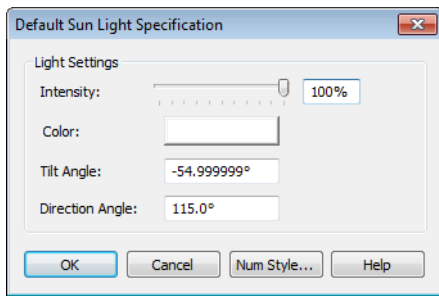 Default Sun Light Specification
Light Settings
Intensity: 100%
Color:
Tilt Angle: -54.999999°
Direction Angle: 115.0°
OK Cancel Num Style... Help